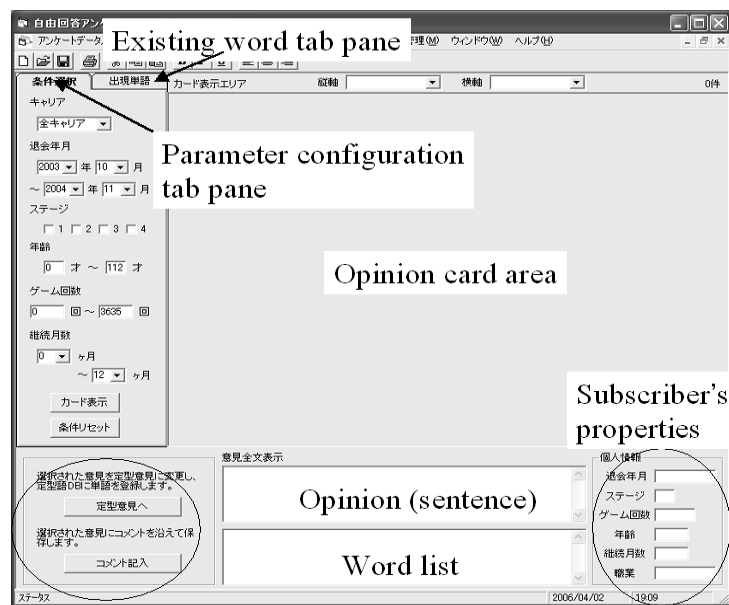 自由回答アン
アンケートデータ
理(M) ウィンドウ(W) ヘルプ(H)
Existing word tab pane
条件選択 出現単語 カード表示エリア 縦軸 横軸 0件
キャリア
全キャリア
退会年月
2003 年 10 月
～ 2004 年 11 月
Parameter configuration
tab pane
ステージ
1 2 3 4
年齢
0 才 ～ 112 才
Opinion card area
ゲーム回数
0 回 ～ 3635 回
継続月数
0 ヶ月
～ 12 ヶ月
カード表示
条件リセット
Subscriber's
properties
選択された意見を定型意見に変更し、
定型語DBに単語を登録します。
定型意見へ
選択された意見にコメントを沿えて保
存します。
コメント記入
意見全文表示
Opinion (sentence)
Word list
個人情報
退会年月
ステージ
ゲーム回数
年齢
継続月数
職業
ステータス 2006/04/02 19:09